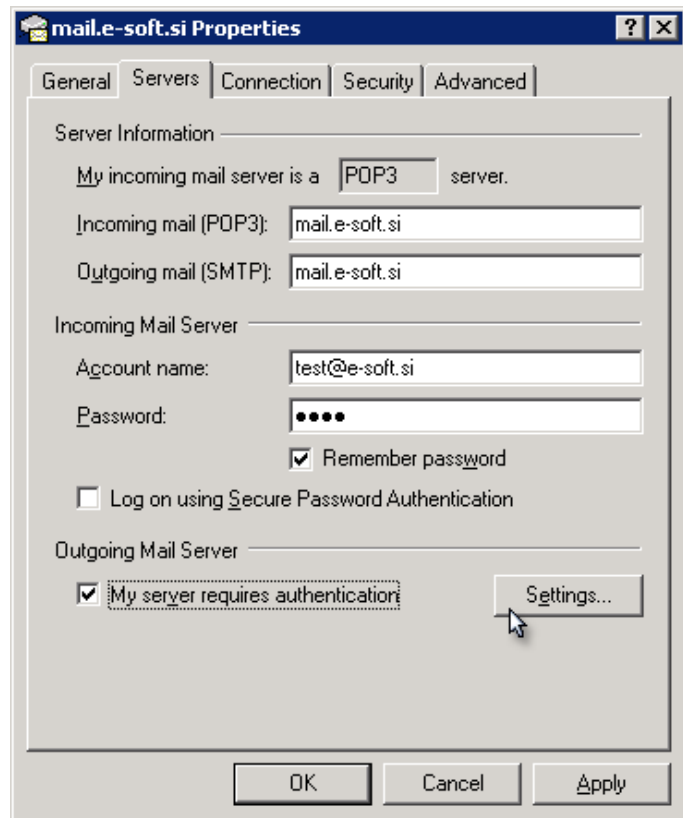 mail.e-soft.si Properties
General Servers Connection Security Advanced
Server Information
My incoming mail server is a POP3 server.
Incoming mail (POP3): mail.e-soft.si
Outgoing mail (SMTP): mail.e-soft.si
Incoming Mail Server
Account name: test@e-soft.si
Password: ●●●●
Remember password
Log on using Secure Password Authentication
Outgoing Mail Server
My server requires authentication Settings...
OK Cancel Apply